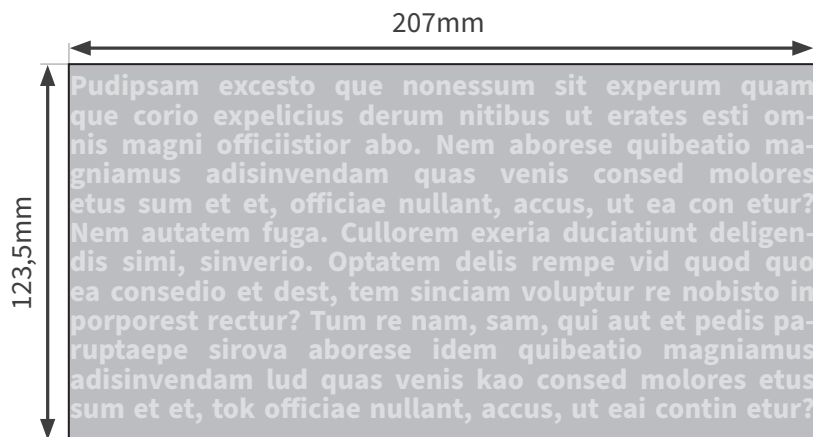 207mm
123,5mm
Pudipsam excesto que nonessum sit experum quam
que corio expelicius derum nitibus ut erates esti om-
nis magni officiistior abo. Nem aborese quibeatio ma-
gniamus adisinvendam quas venis consed molores
etus sum et et, officiae nullant, accus, ut ea con etur?
Nem autatem fuga. Cullorem exeria duciatiunt deligen-
dis simi, sinverio. Optatem delis rempe vid quod quo
ea consedio et dest, tem sinciam voluptur re nobisto in
porporest rectur? Tum re nam, sam, qui aut et pedis pa-
ruptaepe sirova aborese idem quibeatio magniamus
adisinvendam lud quas venis kao consed molores etus
sum et et, tok officiae nullant, accus, ut eai contin etur?